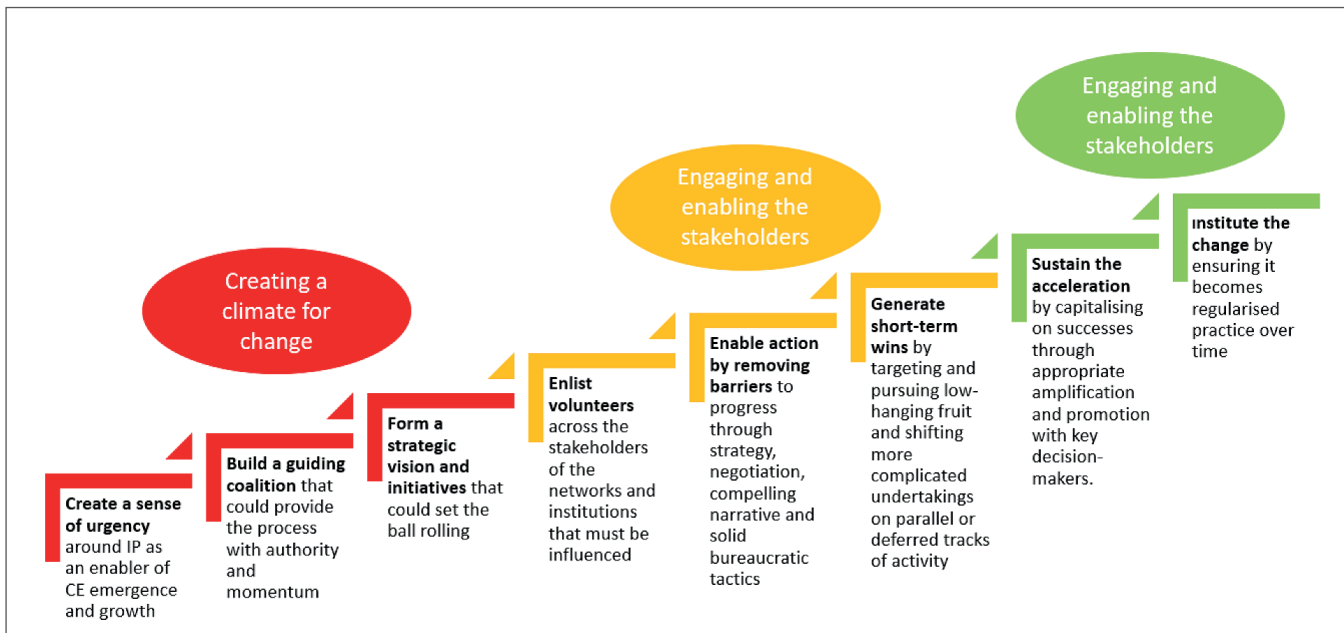 Creating a
climate for
change
Engaging and
enabling the
stakeholders
Engaging and
enabling the
stakeholders
Create a sense
of urgency
around IP as
an enabler of
CE emergence
and growth
Build a guiding
coalition that
could provide
the process
with authority
and
momentum
Form a
strategic
vision and
initiatives that
could set the
ball rolling
Enlist
volunteers
across the
stakeholders
of the
networks and
institutions
that must be
influenced
Enable action
by removing
barriers to
progress
through
strategy,
negotiation,
compelling
narrative and
solid
bureaucratic
tactics
Generate
short-term
wins by
targeting and
pursuing low-
hanging fruit
and shifting
more
complicated
undertakings
on parallel or
deferred tracks
of activity
Sustain the
acceleration
by capitalising
on successes
through
appropriate
amplification
and promotion
with key
decision-
makers.
Institute the
change by
ensuring it
becomes
regularised
practice over
time